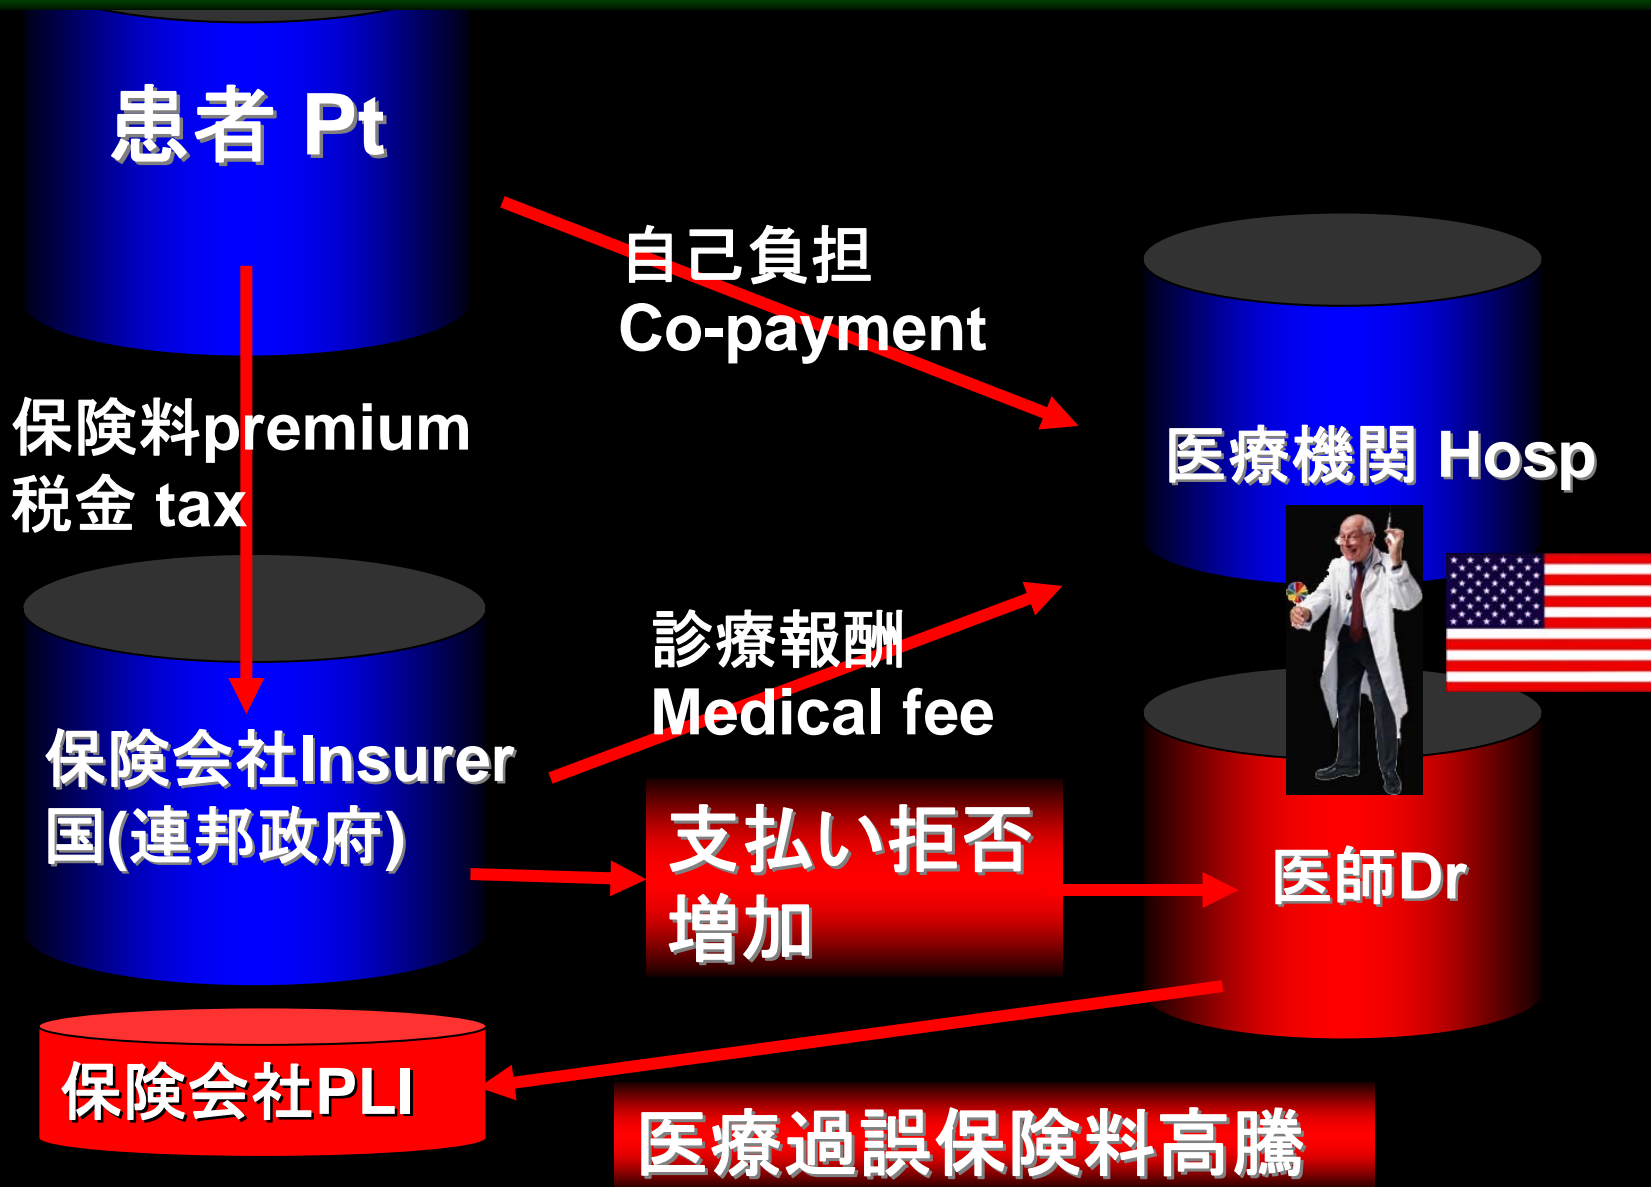 患者 Pt
自己負担
Co-payment
保険料premium
税金 tax
医療機関 Hosp
診療報酬
Medical fee
保険会社Insurer
国(連邦政府)
支払い拒否
増加
医師Dr
保険会社PLI
医療過誤保険料高騰